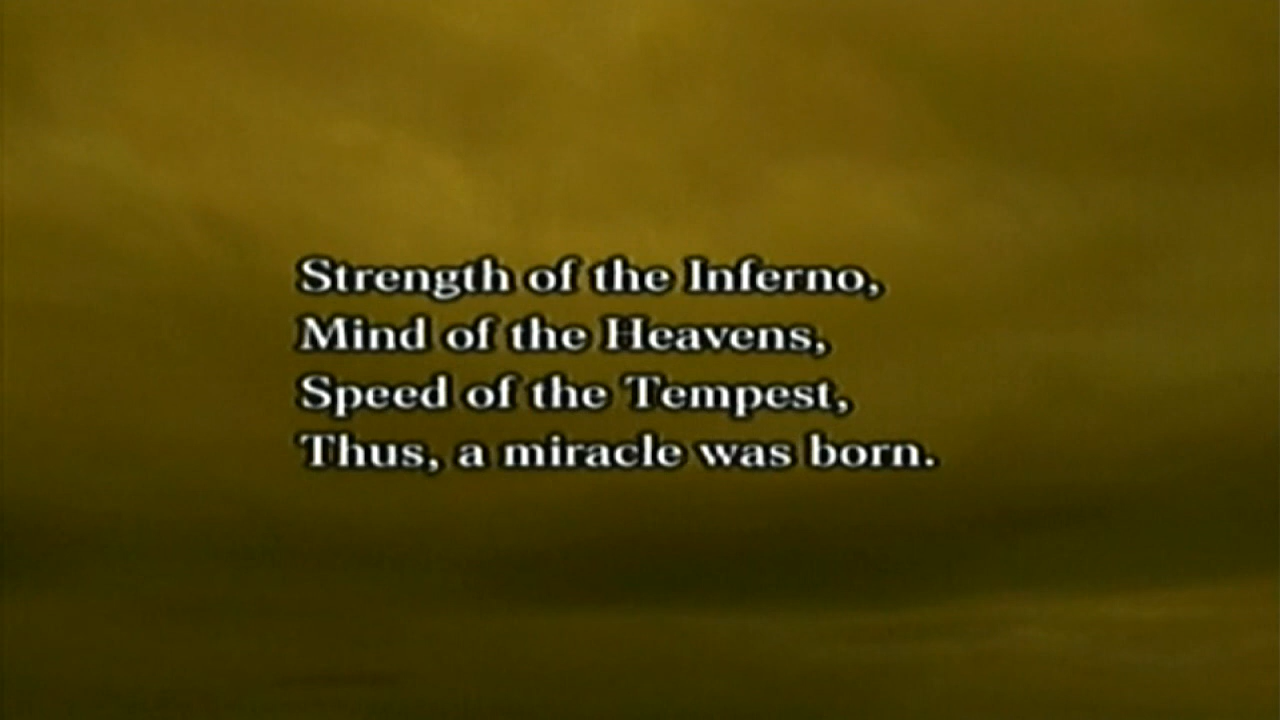 Strength of the Inferno,
Mind of the Heavens,
Speed of the Tempest,
Thus, a miracle was born.